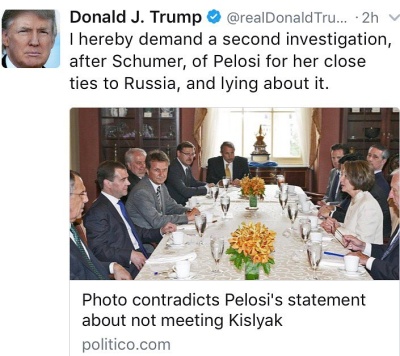 Donald J. Trump @realDonaldTru... · 2h
I hereby demand a second investigation,
after Schumer, of Pelosi for her close
ties to Russia, and lying about it.
Photo contradicts Pelosi's statement
about not meeting Kislyak
politico.com